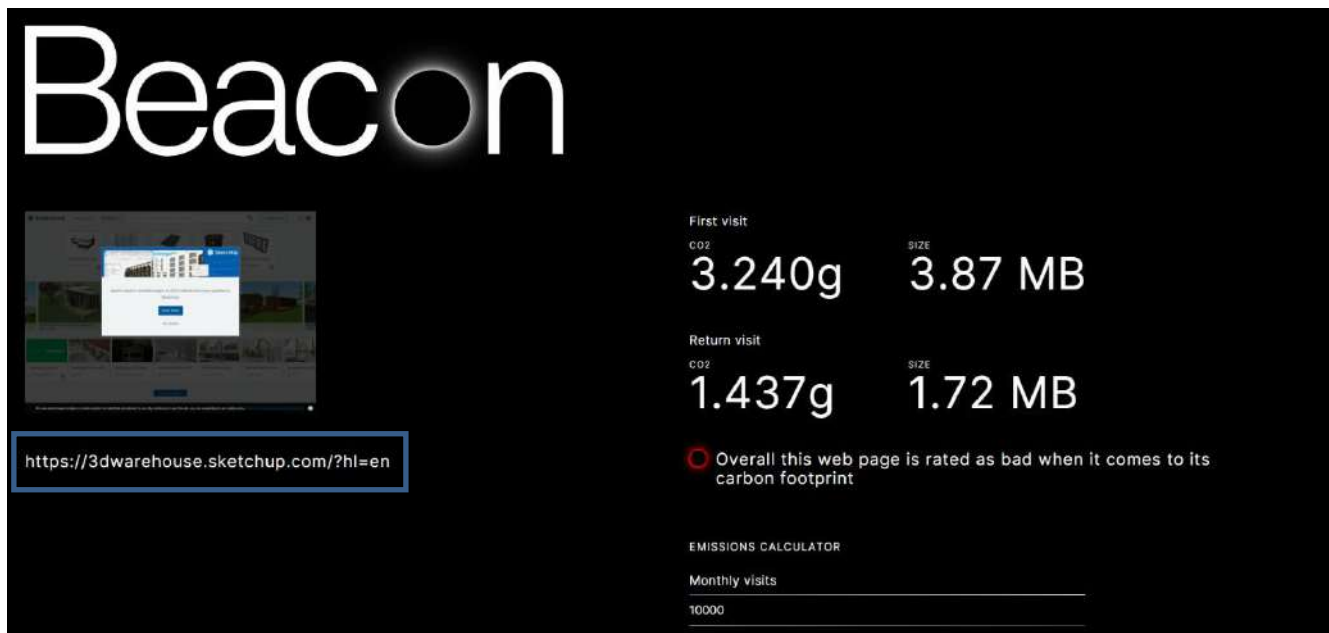 Beacon
https://3dwarehouse.sketchup.com/?hl=en
First visit
CO2 SIZE
3.240g 3.87 MB
Return visit
CO2 SIZE
1.437g 1.72 MB
Overall this web page is rated as bad when it comes to its
carbon footprint
EMISSIONS CALCULATOR
Monthly visits
10000